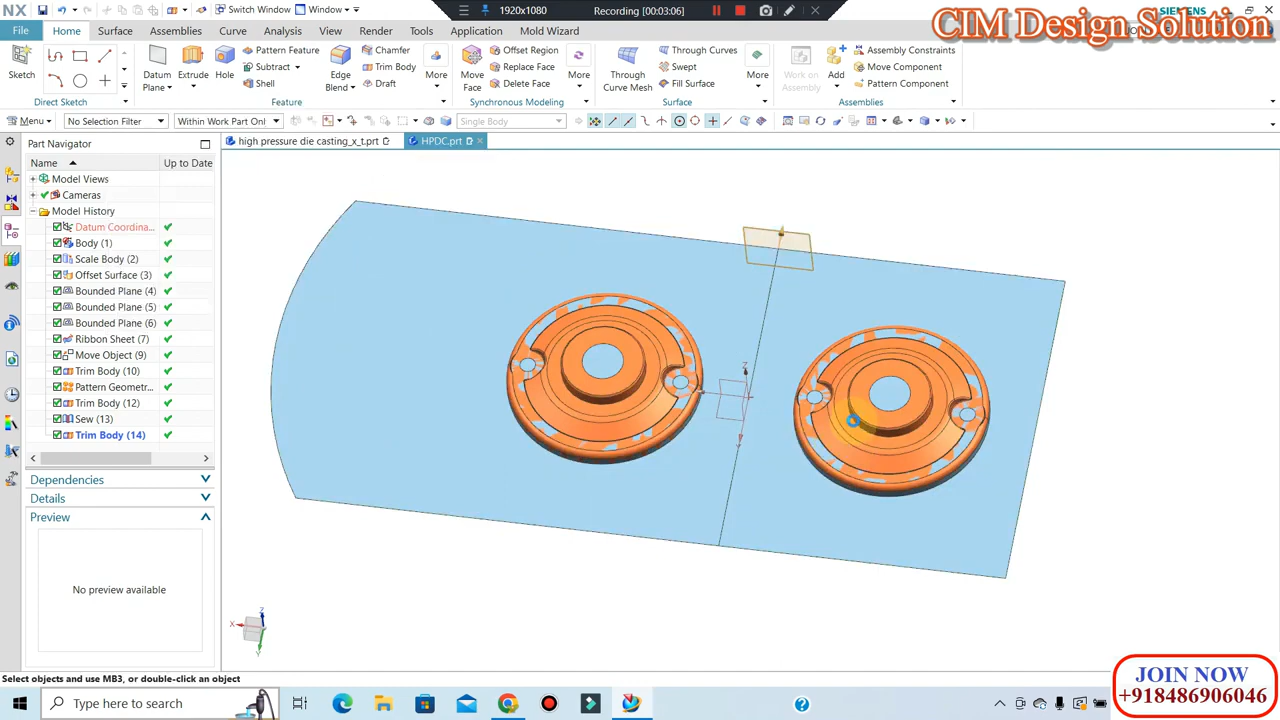 NX
Switch Window
Window
1920x1080
Recording [00:03:06]
SIEMENS
CIM Design Solution
File
Home
Surface
Assemblies
Curve
Analysis
View
Render
Tools
Application
Mold Wizard
Sketch
Direct Sketch
Datum Plane
Extrude
Hole
Pattern Feature
Subtract
Shell
Edge Blend
Chamfer
Trim Body
Draft
More
Feature
Move Face
Offset Region
Replace Face
Delete Face
More
Synchronous Modeling
Through Curve Mesh
Through Curves
Swept
Fill Surface
More
Surface
Work on Assembly
Add
Assembly Constraints
Move Component
Pattern Component
Assemblies
Menu
No Selection Filter
Within Work Part On
Single Body
Part Navigator
high pressure die casting_x_t.prt
HPDC.prt
Name
Up to Date
Model Views
Cameras
Model History
Datum Coordina...
Body (1)
Scale Body (2)
Offset Surface (3)
Bounded Plane (4)
Bounded Plane (5)
Bounded Plane (6)
Ribbon Sheet (7)
Move Object (9)
Trim Body (10)
Pattern Geomet...
Trim Body (12)
Sew (13)
Trim Body (14)
Dependencies
Details
Preview
No preview available
Z
X
Y
Z
Select objects and use MB3, or double-click an object
JOIN NOW
+918486906046
Type here to search